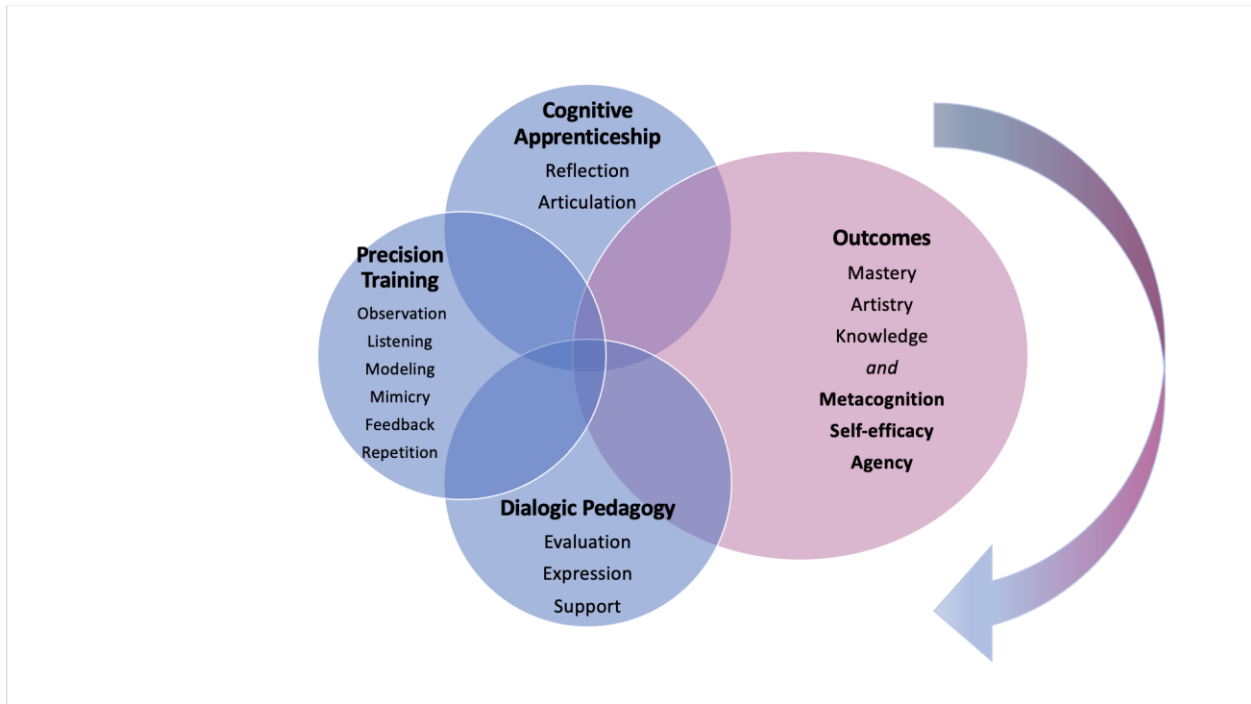 Cognitive
Apprenticeship
Reflection
Articulation
Precision
Training
Observation
Listening
Modeling
Mimicry
Feedback
Repetition
Dialogic Pedagogy
Evaluation
Expression
Support
Outcomes
Mastery
Artistry
Knowledge
and
Metacognition
Self-efficacy
Agency